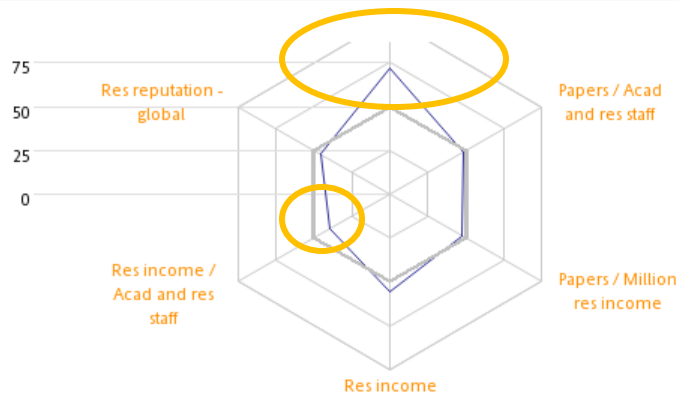 75
50
25
0
Res reputation -
global
Papers / Acad
and res staff
Res income /
Acad and res
staff
Papers / Million
res income
Res income